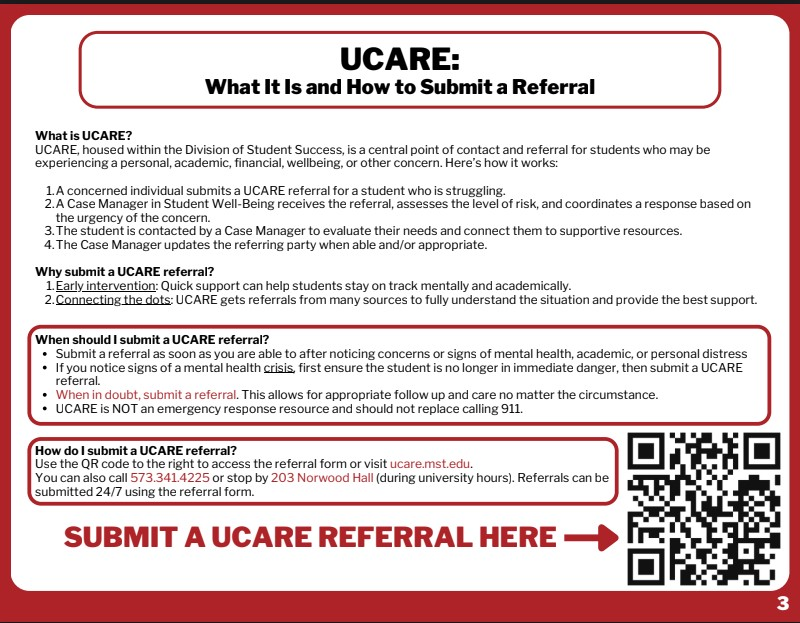 UCARE:
What It Is and How to Submit a Referral
What is UCARE?
UCARE, housed within the Division of Student Success, is a central point of contact and referral for students who may be
experiencing a personal, academic, financial, wellbeing, or other concern. Here's how it works:
1. A concerned individual submits a UCARE referral for a student who is struggling.
2. A Case Manager in Student Well-Being receives the referral, assesses the level of risk, and coordinates a response based on
the urgency of the concern.
3. The student is contacted by a Case Manager to evaluate their needs and connect them to supportive resources.
4. The Case Manager updates the referring party when able and/or appropriate.
Why submit a UCARE referral?
1. Early intervention: Quick support can help students stay on track mentally and academically.
2. Connecting the dots: UCARE gets referrals from many sources to fully understand the situation and provide the best support.
When should I submit a UCARE referral?
• Submit a referral as soon as you are able to after noticing concerns or signs of mental health, academic, or personal distress
• If you notice signs of a mental health crisis, first ensure the student is no longer in immediate danger, then submit a UCARE
referral.
• When in doubt, submit a referral. This allows for appropriate follow up and care no matter the circumstance.
• UCARE is NOT an emergency response resource and should not replace calling 911.
How do I submit a UCARE referral?
Use the QR code to the right to access the referral form or visit ucare.mst.edu.
You can also call 573.341.4225 or stop by 203 Norwood Hall (during university hours). Referrals can be
submitted 24/7 using the referral form.
SUBMIT A UCARE REFERRAL HERE
3